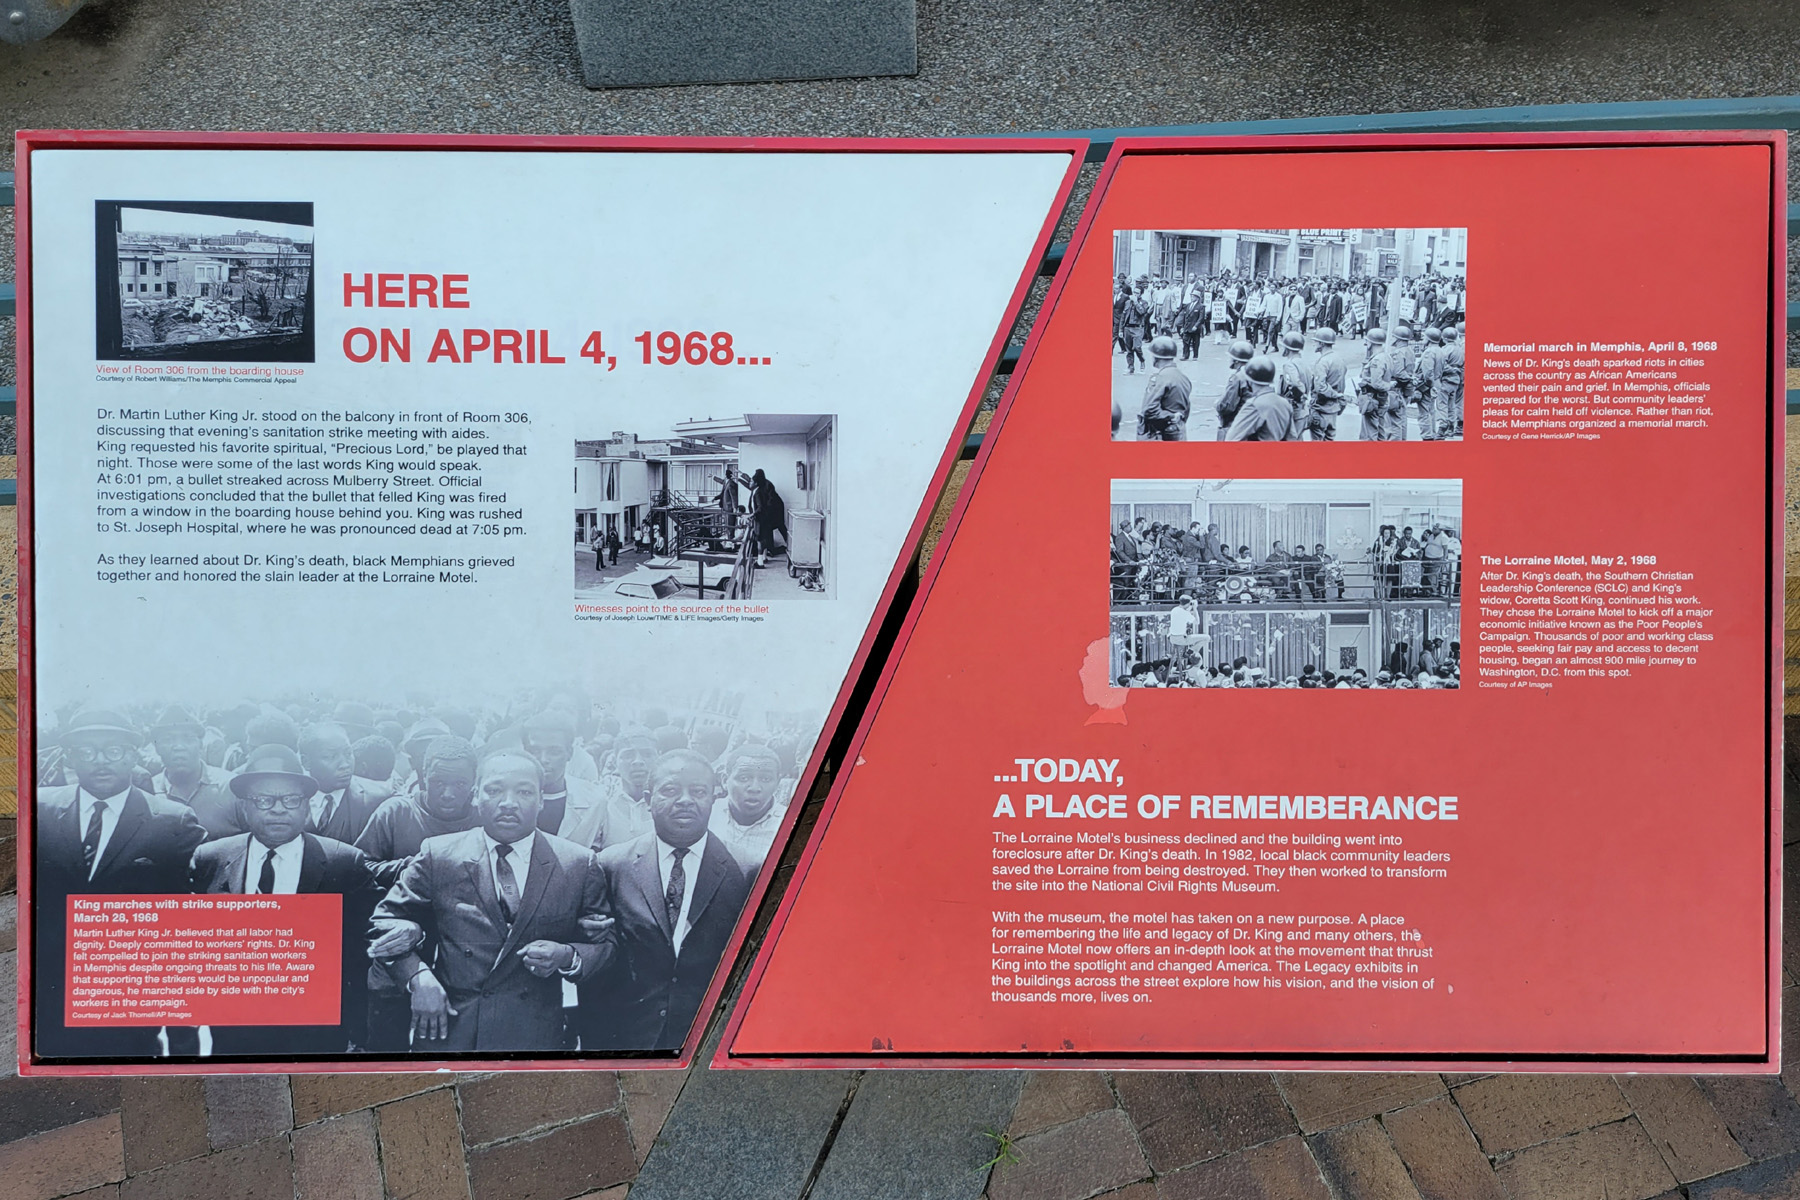 View of Room 306 from the boarding house
Courtesy of Robert Williams/The Memphis Commercial Appeal
HERE
ON APRIL 4, 1968...
Dr. Martin Luther King Jr. stood on the balcony in front of Room 306,
discussing that evening's sanitation strike meeting with aides.
King requested his favorite spiritual, "Precious Lord," be played that
night. Those were some of the last words King would speak.
At 6:01 pm, a bullet streaked across Mulberry Street. Official
investigations concluded that the bullet that felled King was fired
from a window in the boarding house behind you. King was rushed
to St. Joseph Hospital, where he was pronounced dead at 7:05 pm.
As they learned about Dr. King's death, black Memphians grieved
together and honored the slain leader at the Lorraine Motel.
Witnesses point to the source of the bullet
Courtesy of Joseph Louw/TIME & LIFE Images/Getty Images
King marches with strike supporters,
March 28, 1968
Martin Luther King Jr. believed that all labor had
dignity. Deeply committed to workers' rights. Dr. King
felt compelled to join the striking sanitation workers
in Memphis despite ongoing threats to his life. Aware
that supporting the strikers would be unpopular and
dangerous, he marched side by side with the city's
workers in the campaign.
Courtesy of Jack Thornell/AP Images
BLUE PRINT
Memorial march in Memphis, April 8, 1968
News of Dr. King's death sparked riots in cities
across the country as African Americans
vented their pain and grief. In Memphis, officials
prepared for the worst. But community leaders'
pleas for calm held off violence. Rather than riot,
black Memphians organized a memorial march.
Courtesy of Gene Herrick/AP Images
The Lorraine Motel, May 2, 1968
After Dr. King's death, the Southern Christian
Leadership Conference (SCLC) and King's
widow, Coretta Scott King, continued his work.
They chose the Lorraine Motel to kick off a major
economic initiative known as the Poor People's
Campaign. Thousands of poor and working class
people, seeking fair pay and access to decent
housing, began an almost 900 mile journey to
Washington, D.C. from this spot.
Courtesy of AP Images
...TODAY,
A PLACE OF REMEMBERANCE
The Lorraine Motel's business declined and the building went into
foreclosure after Dr. King's death. In 1982, local black community leaders
saved the Lorraine from being destroyed. They then worked to transform
the site into the National Civil Rights Museum.
With the museum, the motel has taken on a new purpose. A place
for remembering the life and legacy of Dr. King and many others, the
Lorraine Motel now offers an in-depth look at the movement that thrust
King into the spotlight and changed America. The Legacy exhibits in
the buildings across the street explore how his vision, and the vision of
thousands more, lives on.